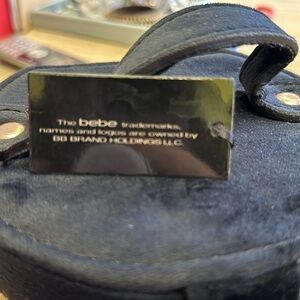 The bebe trademarks,
names and logos are owned by
BB BRAND HOLDINGS LLC.